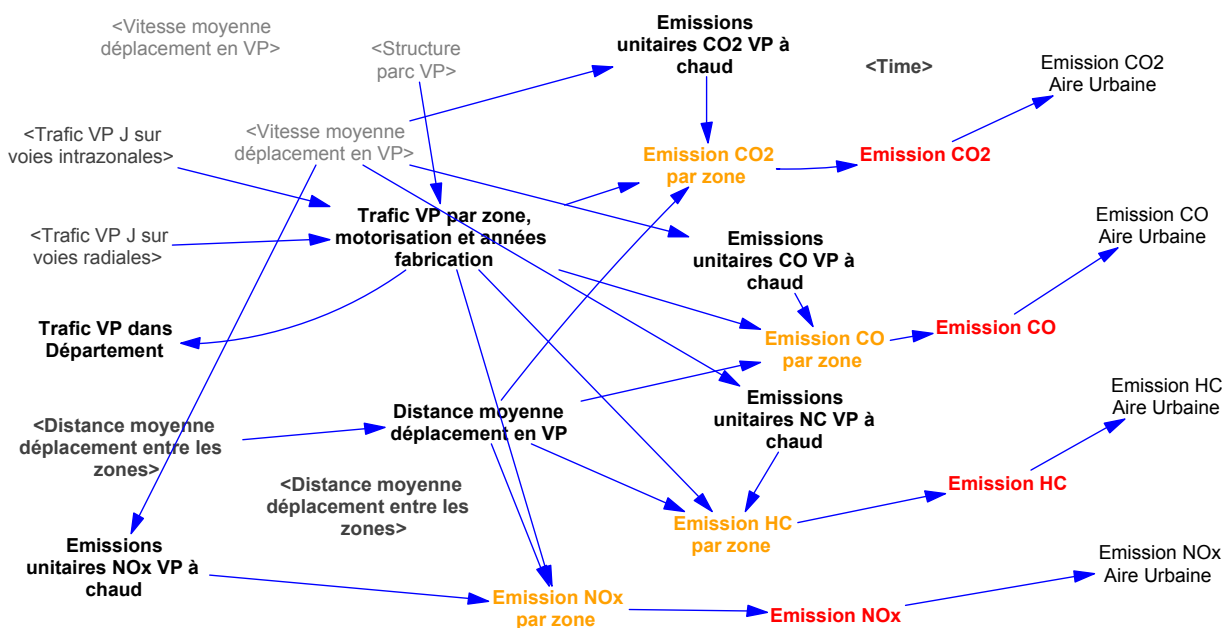 <Vitesse moyenne
déplacement en VP>
<Structure
parc VP>
Emissions
unitaires CO2 VP à
chaud
<Time>
Emission CO2
Aire Urbaine
<Trafic VP J sur
voies intrazonales>
<Vitesse moyenne
déplacement en VP>
Emission CO2
par zone
Emission CO2
Trafic VP par zone,
motorisation et années
fabrication
<Trafic VP J sur
voies radiales>
Emissions
unitaires CO VP à
chaud
Emission CO
Aire Urbaine
Trafic VP dans
Département
Emission CO
par zone
Emission CO
Distance moyenne
déplacement en VP
Emissions
unitaires NC VP à
chaud
Emission HC
Aire Urbaine
<Distance moyenne
déplacement entre les
zones>
<Distance moyenne
déplacement entre les
zones>
Emission HC
par zone
Emission HC
Emissions
unitaires NOx VP à
chaud
Emission NOx
par zone
Emission NOx
Emission NOx
Aire Urbaine